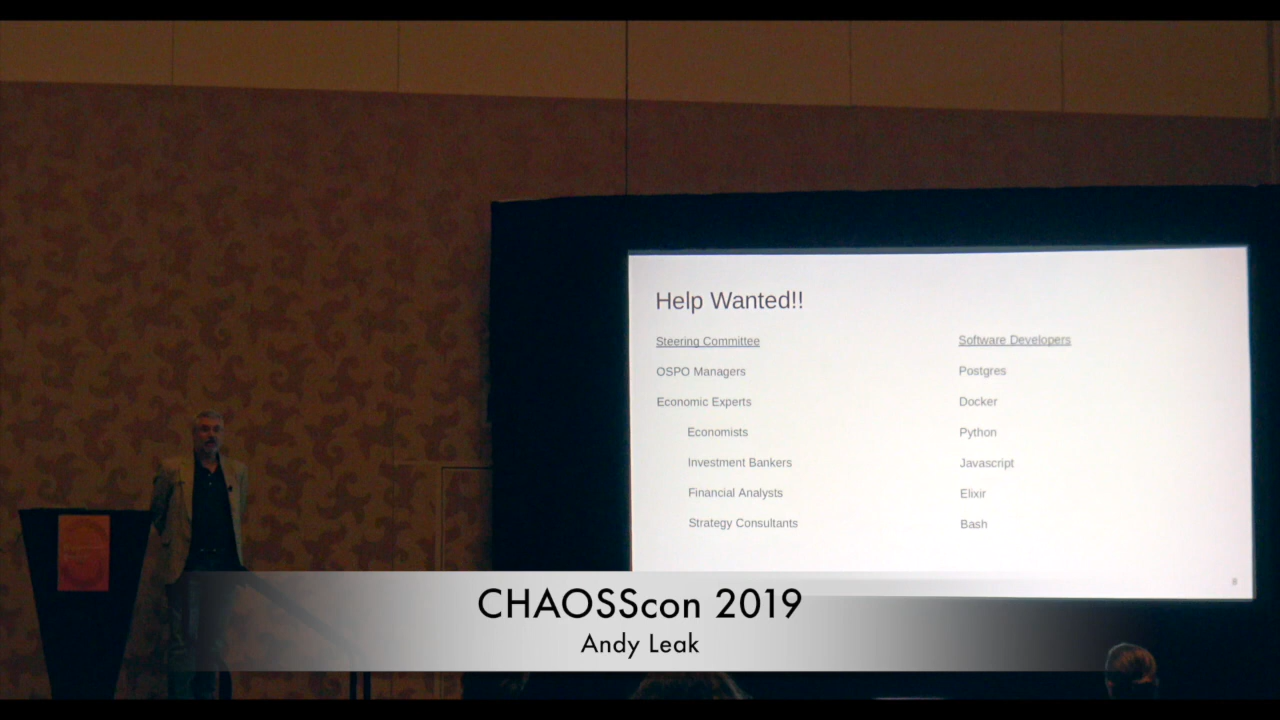 Help Wanted!!
Steering Committee
OSPO Managers
Economic Experts
Economists
Investment Bankers
Financial Analysts
Strategy Consultants
Software Developers
Postgres
Docker
Python
Javascript
Elixir
Bash
CHAOSScon 2019
Andy Leak